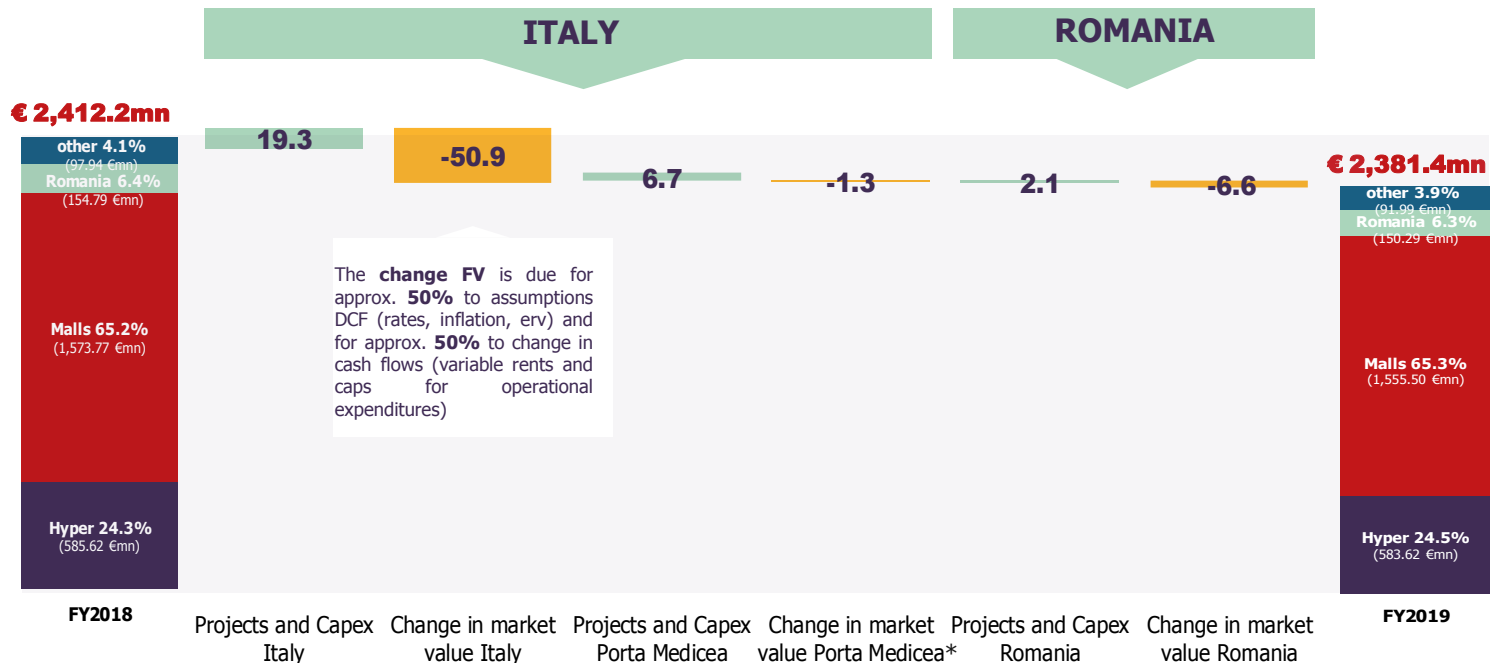 ITALY
ROMANIA
€ 2,412.2mn
other 4.1%
(97.94 €mn)
Romania 6.4%
(154.79 €mn)
Malls 65.2%
(1,573.77 €mn)
Hyper 24.3%
(585.62 €mn)
FY2018
19.3
-50.9
6.7
-1.3
2.1
-6.6
The change FV is due for
approx. 50% to assumptions
DCF (rates, inflation, erv) and
for approx. 50% to change in
cash flows (variable rents and
caps for operational
expenditures)
€ 2,381.4mn
other 3.9%
(91.99 €mn)
Romania 6.3%
(150.29 €mn)
Malls 65.3%
(1,555.50 €mn)
Hyper 24.5%
(583.62 €mn)
FY2019
Projects and Capex
Italy
Change in market
value Italy
Projects and Capex
Porta Medicea
Change in market
value Porta Medicea*
Projects and Capex
Romania
Change in market
value Romania